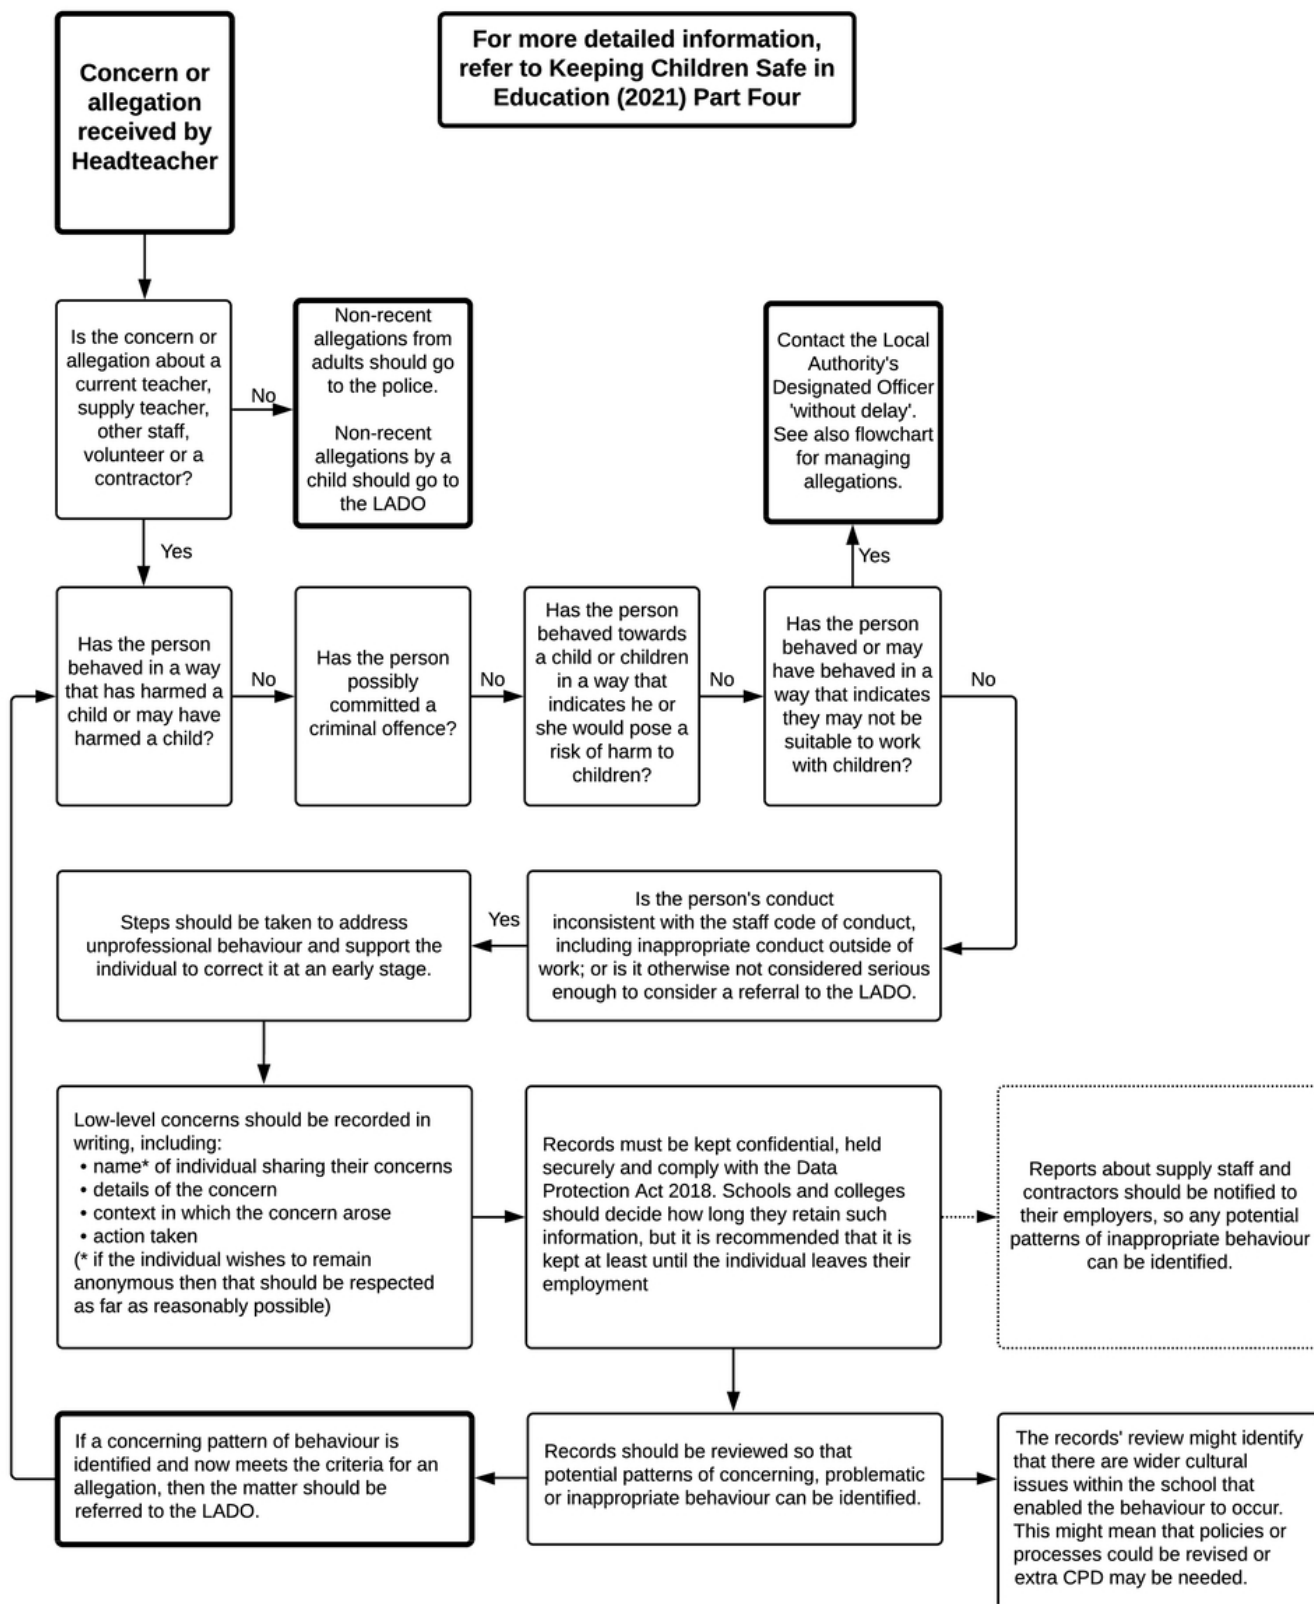 Concern or
allegation
received by
Headteacher
For more detailed information,
refer to Keeping Children Safe in
Education (2021) Part Four
Is the concern or
allegation about a
current teacher,
supply teacher,
other staff,
volunteer or a
contractor?
No
Non-recent
allegations from
adults should go
to the police.
Non-recent
allegations by a
child should go to
the LADO
Contact the Local
Authority's
Designated Officer
'without delay'.
See also flowchart
for managing
allegations.
Yes
Yes
Has the person
behaved in a way
that has harmed a
child or may have
harmed a child?
No
Has the person
possibly
committed a
criminal offence?
No
Has the person
behaved towards
a child or children
in a way that
indicates he or
she would pose a
risk of harm to
children?
No
Has the person
behaved or may
have behaved in a
way that indicates
they may not be
suitable to work
with children?
No
Is the person's conduct
inconsistent with the staff code of conduct,
including inappropriate conduct outside of
work; or is it otherwise not considered serious
enough to consider a referral to the LADO.
Yes
Steps should be taken to address
unprofessional behaviour and support the
individual to correct it at an early stage.
Low-level concerns should be recorded in
writing, including:
• name* of individual sharing their concerns
• details of the concern
• context in which the concern arose
• action taken
(* if the individual wishes to remain
anonymous then that should be respected
as far as reasonably possible)
Records must be kept confidential, held
securely and comply with the Data
Protection Act 2018. Schools and colleges
should decide how long they retain such
information, but it is recommended that it is
kept at least until the individual leaves their
employment
Reports about supply staff and
contractors should be notified to
their employers, so any potential
patterns of inappropriate behaviour
can be identified.
If a concerning pattern of behaviour is
identified and now meets the criteria for an
allegation, then the matter should be
referred to the LADO.
Records should be reviewed so that
potential patterns of concerning, problematic
or inappropriate behaviour can be identified.
The records' review might identify
that there are wider cultural
issues within the school that
enabled the behaviour to occur.
This might mean that policies or
processes could be revised or
extra CPD may be needed.